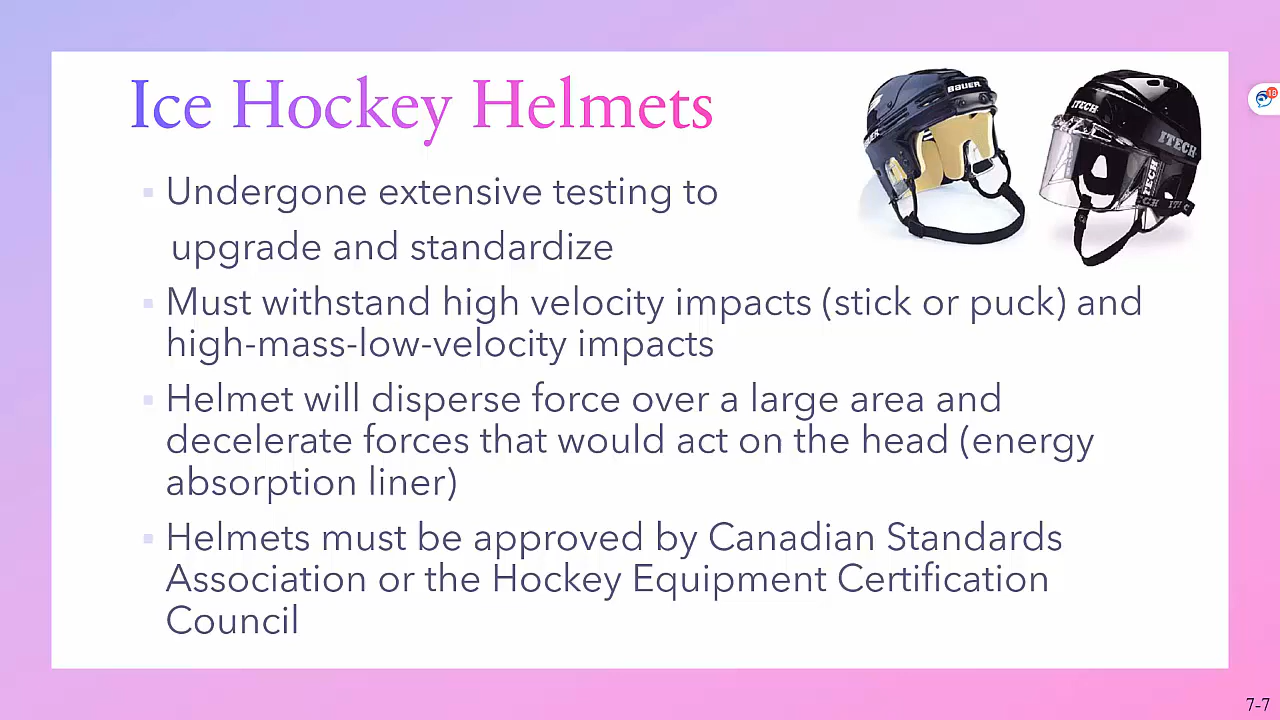 Ice Hockey Helmets
BAUER
ITECH
ITECH
ITECH
Undergone extensive testing to
upgrade and standardize
Must withstand high velocity impacts (stick or puck) and
high-mass-low-velocity impacts
Helmet will disperse force over a large area and
decelerate forces that would act on the head (energy
absorption liner)
Helmets must be approved by Canadian Standards
Association or the Hockey Equipment Certification
Council
18
7-7